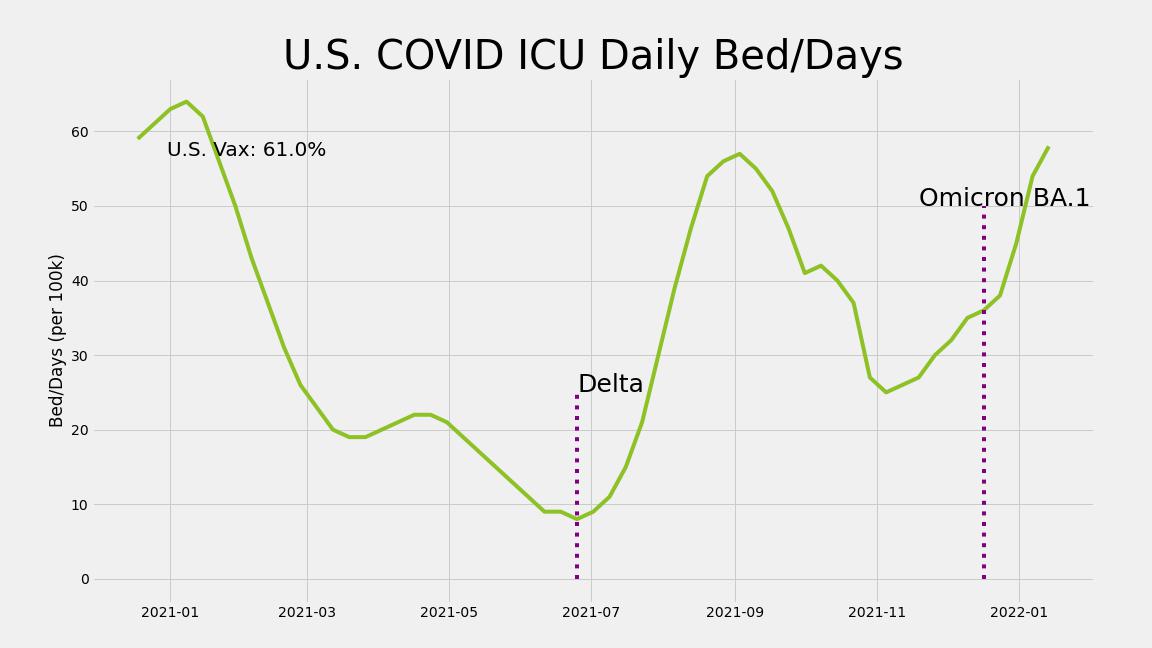 U.S. COVID ICU Daily Bed/Days
60
U.S. Vax: 61.0%
Omicron BA.1
50
Bed/Days (per 100k)
40
30
Delta
20
10
0
2021-01 2021-03 2021-05 2021-07 2021-09 2021-11 2022-01